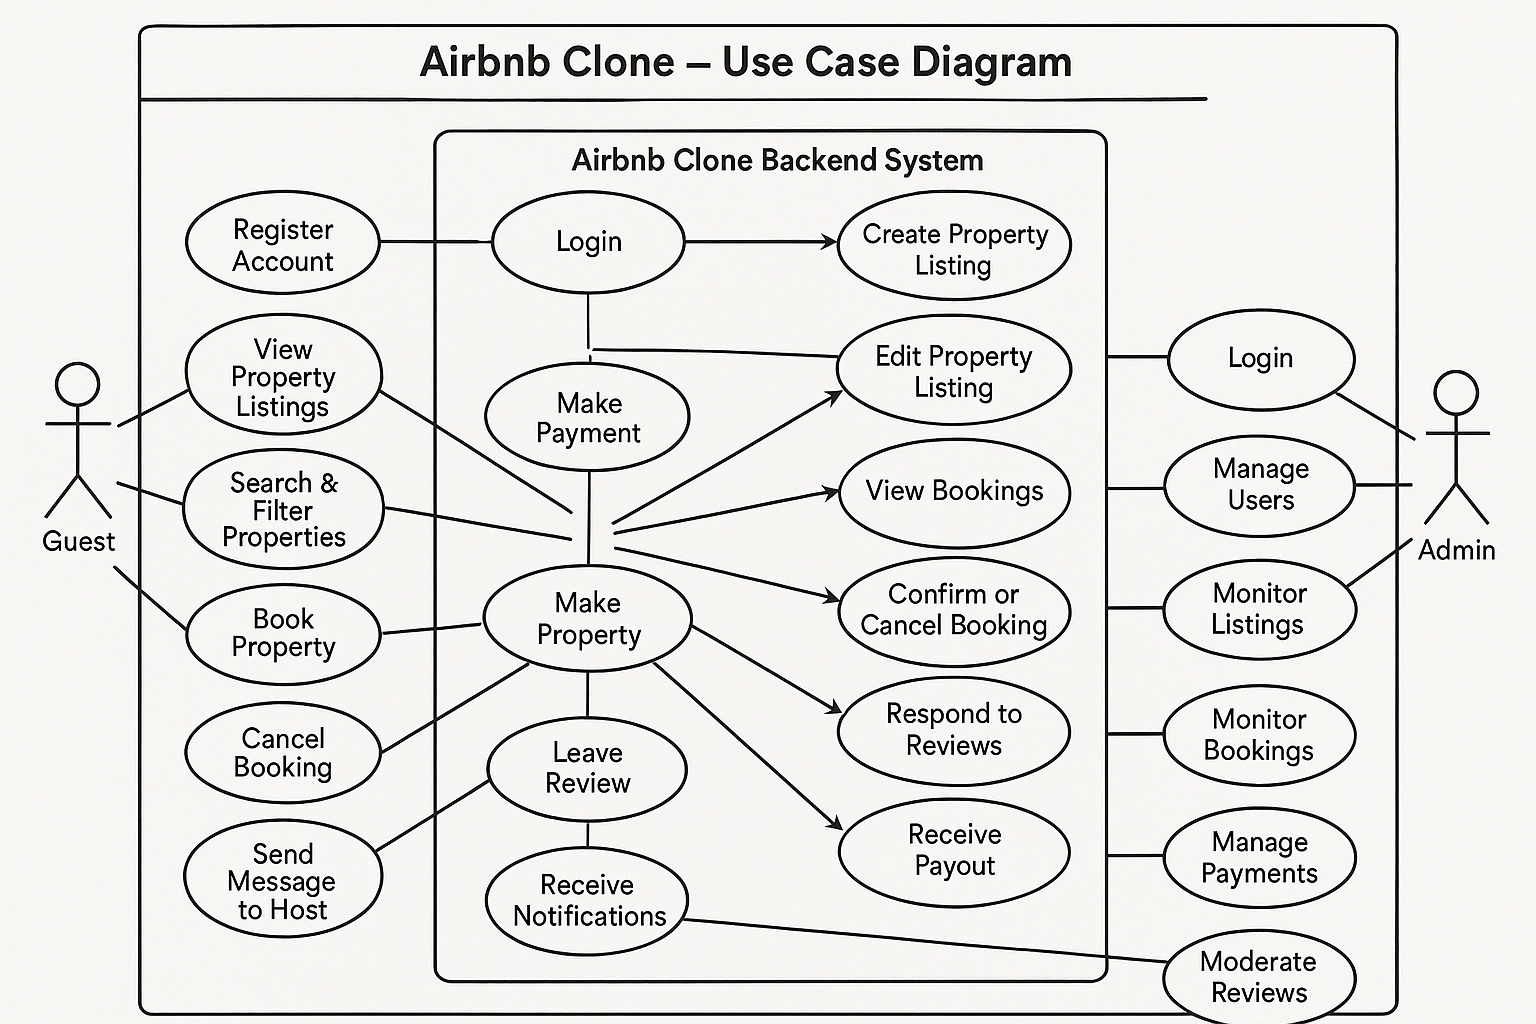 Airbnb Clone – Use Case Diagram
Airbnb Clone Backend System
Guest
Register
Account
View
Property
Listings
Search &
Filter
Properties
Book
Property
Cancel
Booking
Send
Message
to Host
Login
Make
Payment
Make
Property
Leave
Review
Receive
Notifications
Create Property
Listing
Edit Property
Listing
View Bookings
Confirm or
Cancel Booking
Respond to
Reviews
Receive
Payout
Login
Manage
Users
Monitor
Listings
Monitor
Bookings
Manage
Payments
Moderate
Reviews
Admin